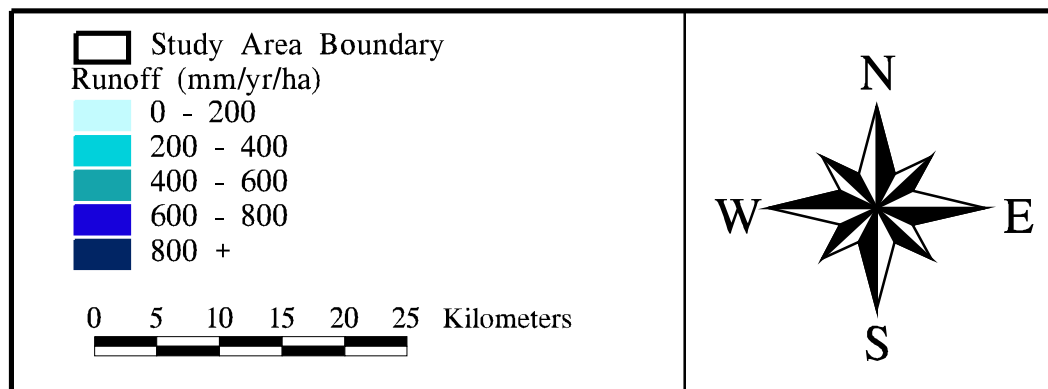 Study Area Boundary
Runoff (mm/yr/ha)
0 - 200
200 - 400
400 - 600
600 - 800
800 +
0 5 10 15 20 25 Kilometers
N
W E
S